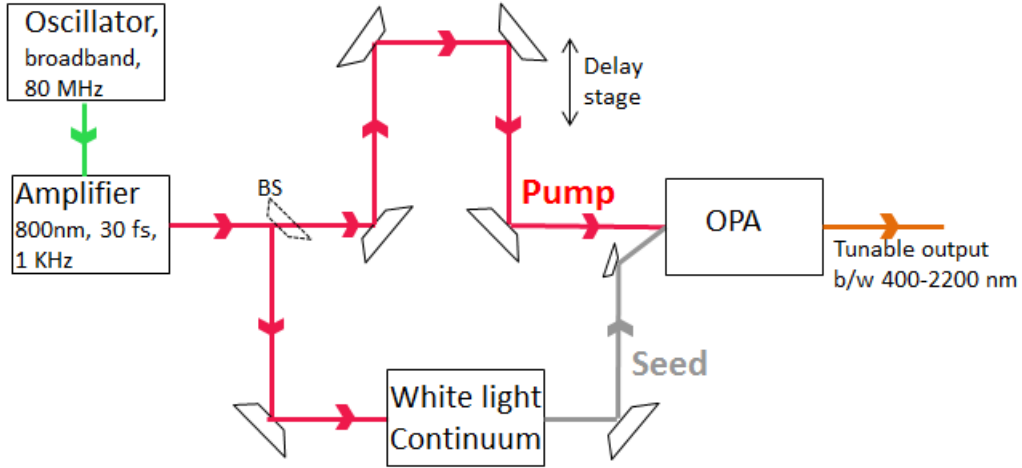 Oscillator,
broadband,
80 MHz
Delay
stage
Amplifier
800nm, 30 fs,
1 KHz
BS
Pump
OPA
Tunable output
b/w 400-2200 nm
Seed
White light
Continuum